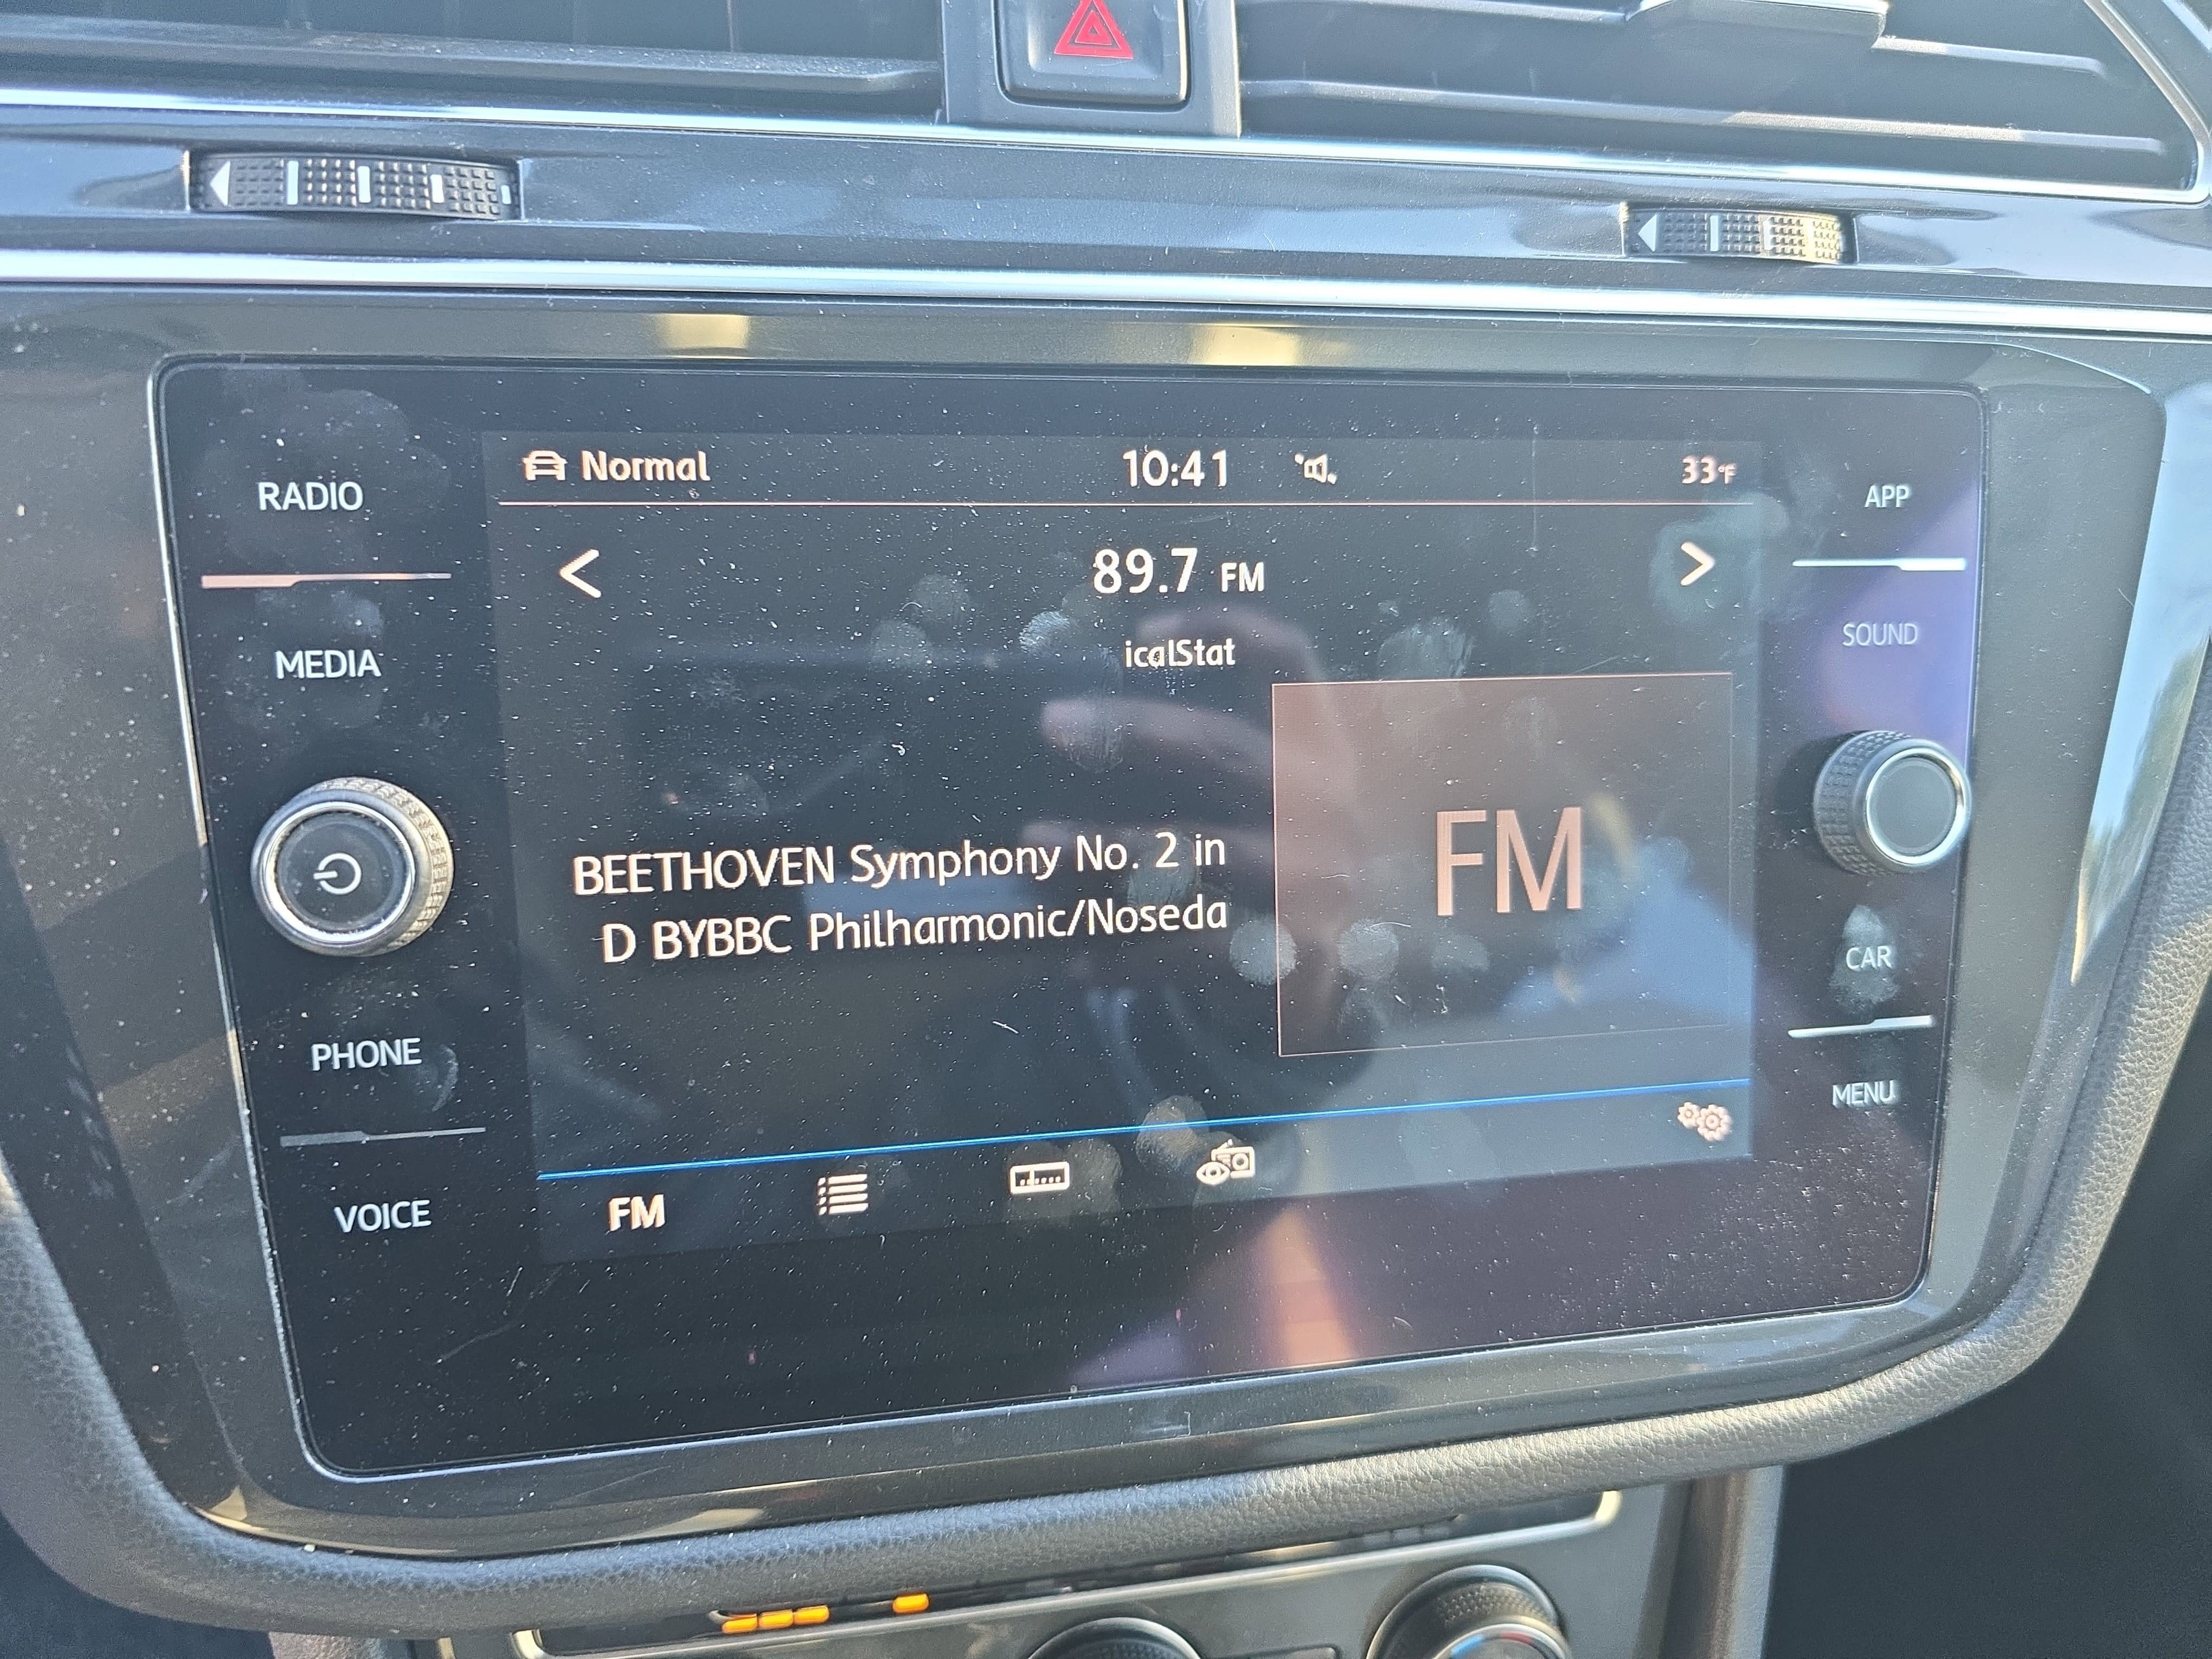 RADIO
MEDIA
PHONE
VOICE
Normal 10:41 33°F
89.7 FM
icalStat
BEETHOVEN Symphony No. 2 in
D BYBBC Philharmonic/Noseda
FM
FM
APP
SOUND
CAR
MENU